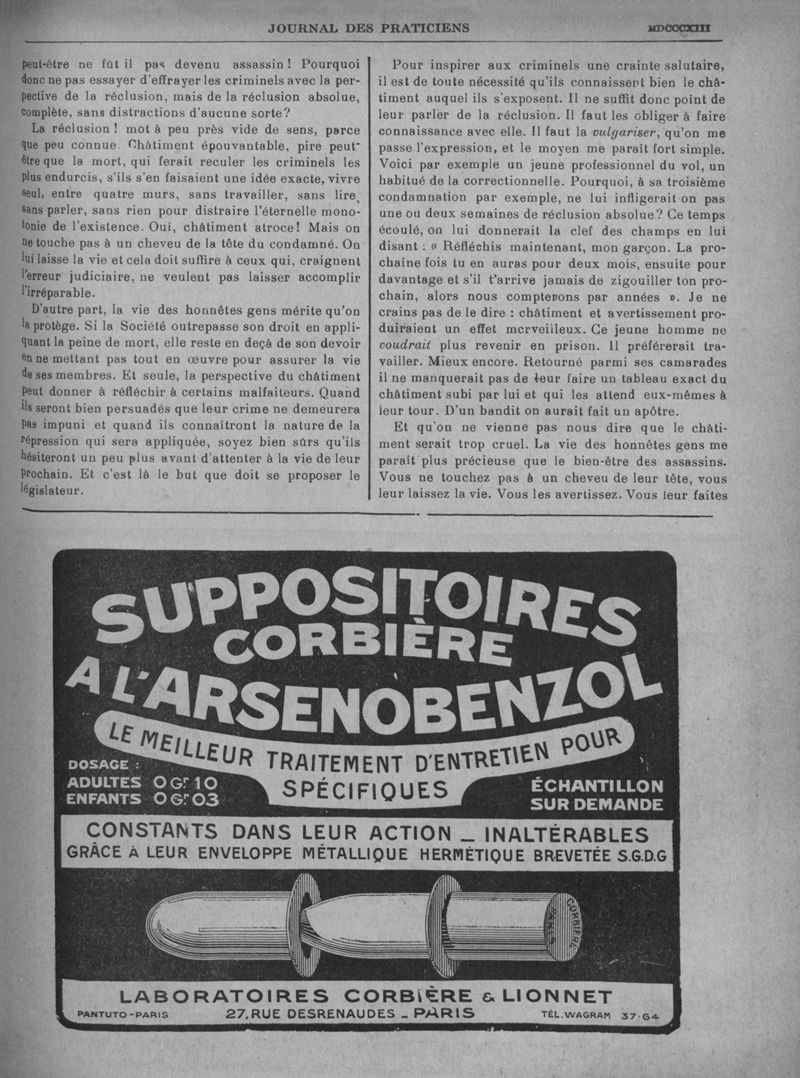 JOURNAL DES PRATICIENS
MDCCCXIII
peut-être ne fût il pas devenu assassin ! Pourquoi
donc ne pas essayer d'effrayer les criminels avec la per-
pective de la réclusion, mais de la réclusion absolue,
complète, sans distractions d'aucune sorte?
La réclusion ! mot à peu près vide de sens, parce
que peu connue. Châtiment épouvantable, pire peut-
être que la mort, qui ferait reculer les criminels les
plus endurcis, s'ils s'en faisaient une idée exacte, vivre
seul, entre quatre murs, sans travailler, sans lire,
sans parler, sans rien pour distraire l'éternelle mono-
tonie de l'existence. Oui, châtiment atroce! Mais on
ne touche pas à un cheveu de la tête du condamné. On
lui laisse la vie et cela doit suffire à ceux qui, craignent
l'erreur judiciaire, ne veulent pas laisser accomplir
l'irréparable.
D'autre part, la vie des honnêtes gens mérite qu'on
la protège. Si la Société outrepasse son droit en appli-
quant la peine de mort, elle reste en deçà de son devoir
en ne mettant pas tout en œuvre pour assurer la vie
de ses membres. Et seule, la perspective du châtiment
peut donner à réfléchir à certains malfaiteurs. Quand
ils seront bien persuadés que leur crime ne demeurera
pas impuni et quand ils connaîtront la nature de la
répression qui sera appliquée, soyez bien sûrs qu'ils
hésiteront un peu plus avant d'attenter à la vie de leur
prochain. Et c'est là le but que doit se proposer le
législateur.
Pour inspirer aux criminels une crainte salutaire,
il est de toute nécessité qu'ils connaissent bien le châ-
timent auquel ils s'exposent. Il ne suffit donc point de
leur parler de la réclusion. Il faut les obliger à faire
connaissance avec elle. Il faut la vulgariser, qu'on me
passe l'expression, et le moyen me paraît fort simple.
Voici par exemple un jeune professionnel du vol, un
habitué de la correctionnelle. Pourquoi, à sa troisième
condamnation par exemple, ne lui infligerait-on pas
une ou deux semaines de réclusion absolue? Ce temps
écoulé, on lui donnerait la clef des champs en lui
disant : « Réfléchis maintenant, mon garçon. La pro-
chaine fois tu en auras pour deux mois, ensuite pour
davantage et s'il t'arrive jamais de zigouiller ton pro-
chain, alors nous compterons par années ». Je ne
crains pas de le dire : châtiment et avertissement pro-
duiraient un effet merveilleux. Ce jeune homme ne
voudrait plus revenir en prison. Il préférerait tra-
vailler. Mieux encore. Retourné parmi ses camarades
il ne manquerait pas de leur faire un tableau exact du
châtiment subi par lui et qui les attend eux-mêmes à
leur tour. D'un bandit on aurait fait un apôtre.
Et qu'on ne vienne pas nous dire que le châti-
ment serait trop cruel. La vie des honnêtes gens me
paraît plus précieuse que le bien-être des assassins.
Vous ne touchez pas à un cheveu de leur tête, vous
leur laissez la vie. Vous les avertissez. Vous leur faites
SUPPOSITOIRES
CORBIÈRE
A L'ARSENOBENZOL
LE MEILLEUR TRAITEMENT D'ENTRETIEN POUR
SPÉCIFIQUES
DOSAGE :
ADULTES 0 Gr 10
ENFANTS 0 Gr 03
ÉCHANTILLON
SUR DEMANDE
CONSTANTS DANS LEUR ACTION _ INALTÉRABLES
GRÂCE À LEUR ENVELOPPE MÉTALLIQUE HERMÉTIQUE BREVETÉE S.G.D.G
CORBIÈRE
PARIS
LABORATOIRES CORBIÈRE & LIONNET
PANTUTO-PARIS
27, RUE DESRENAUDES _ PARIS
TÉL. WAGRAM 37-64